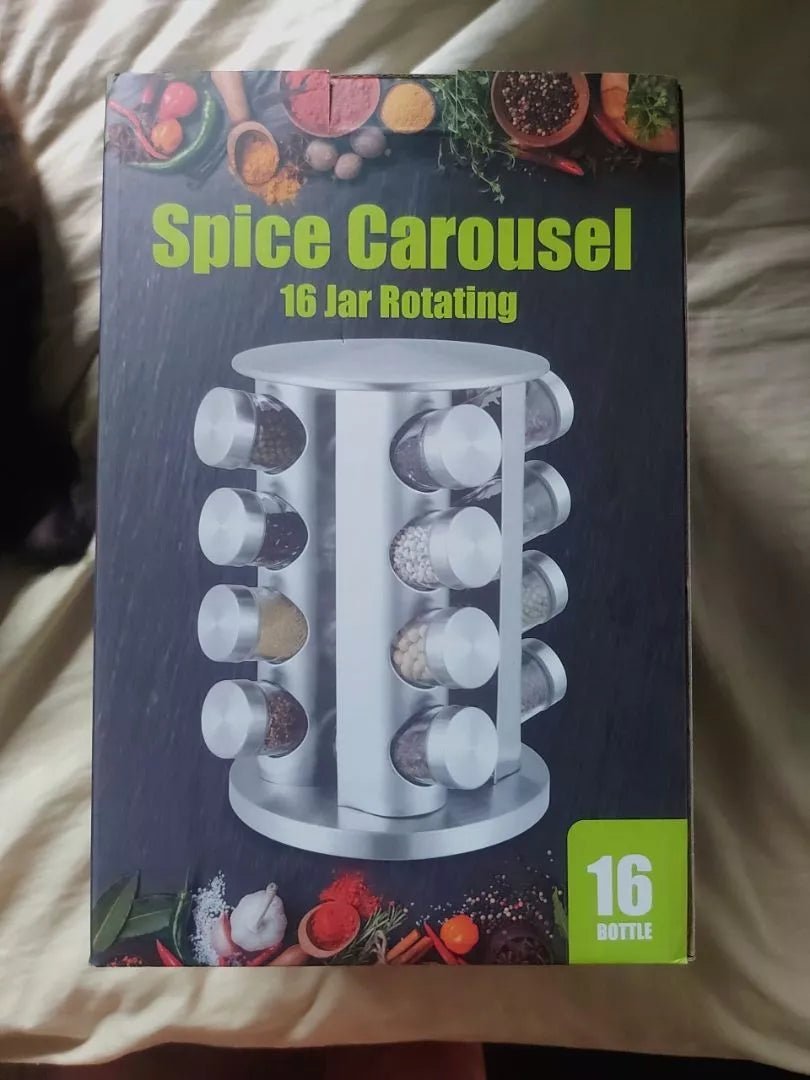 Spice Carousel
16 Jar Rotating
16
BOTTLE